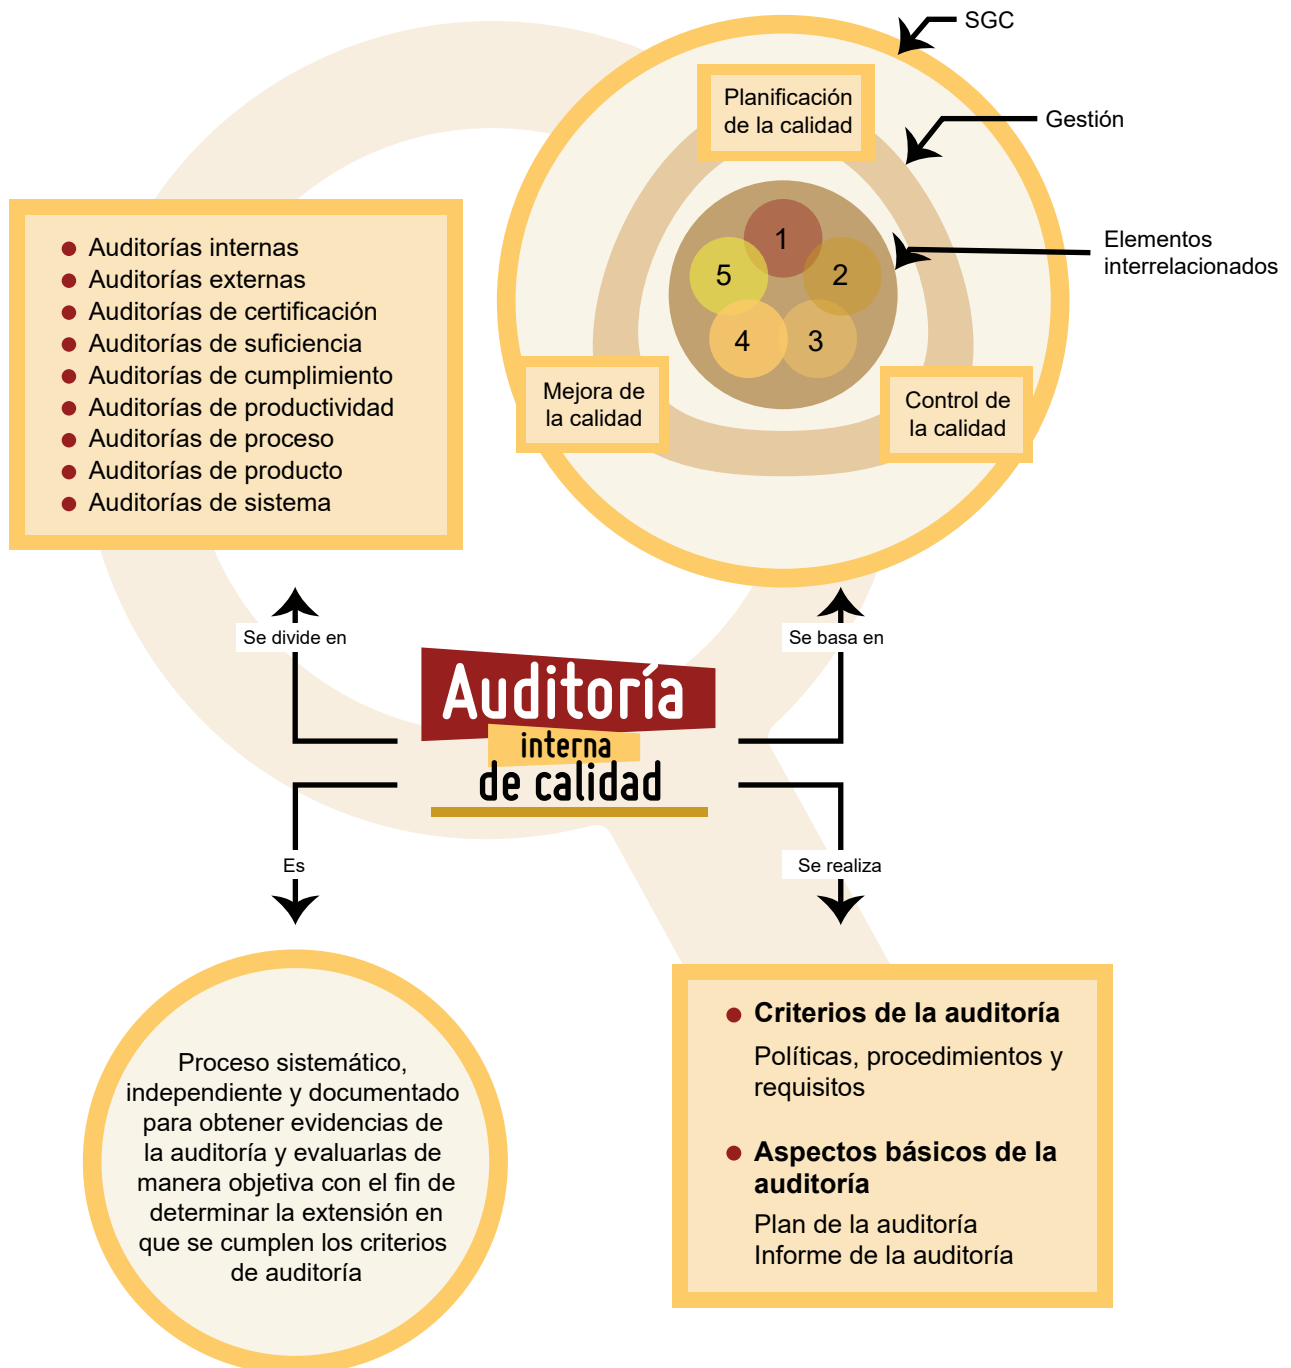 SGC
Planificación
de la calidad
Gestión
Elementos
interrelacionados
1
2
3
4
5
Mejora de
la calidad
Control de
la calidad
Auditorías internas
Auditorías externas
Auditorías de certificación
Auditorías de suficiencia
Auditorías de cumplimiento
Auditorías de productividad
Auditorías de proceso
Auditorías de producto
Auditorías de sistema
Se divide en
Se basa en
Auditoría
interna
de calidad
Es
Se realiza
Proceso sistemático,
independiente y documentado
para obtener evidencias de
la auditoría y evaluarlas de
manera objetiva con el fin de
determinar la extensión en
que se cumplen los criterios
de auditoría
Criterios de la auditoría
Políticas, procedimientos y
requisitos
Aspectos básicos de la
auditoría
Plan de la auditoría
Informe de la auditoría